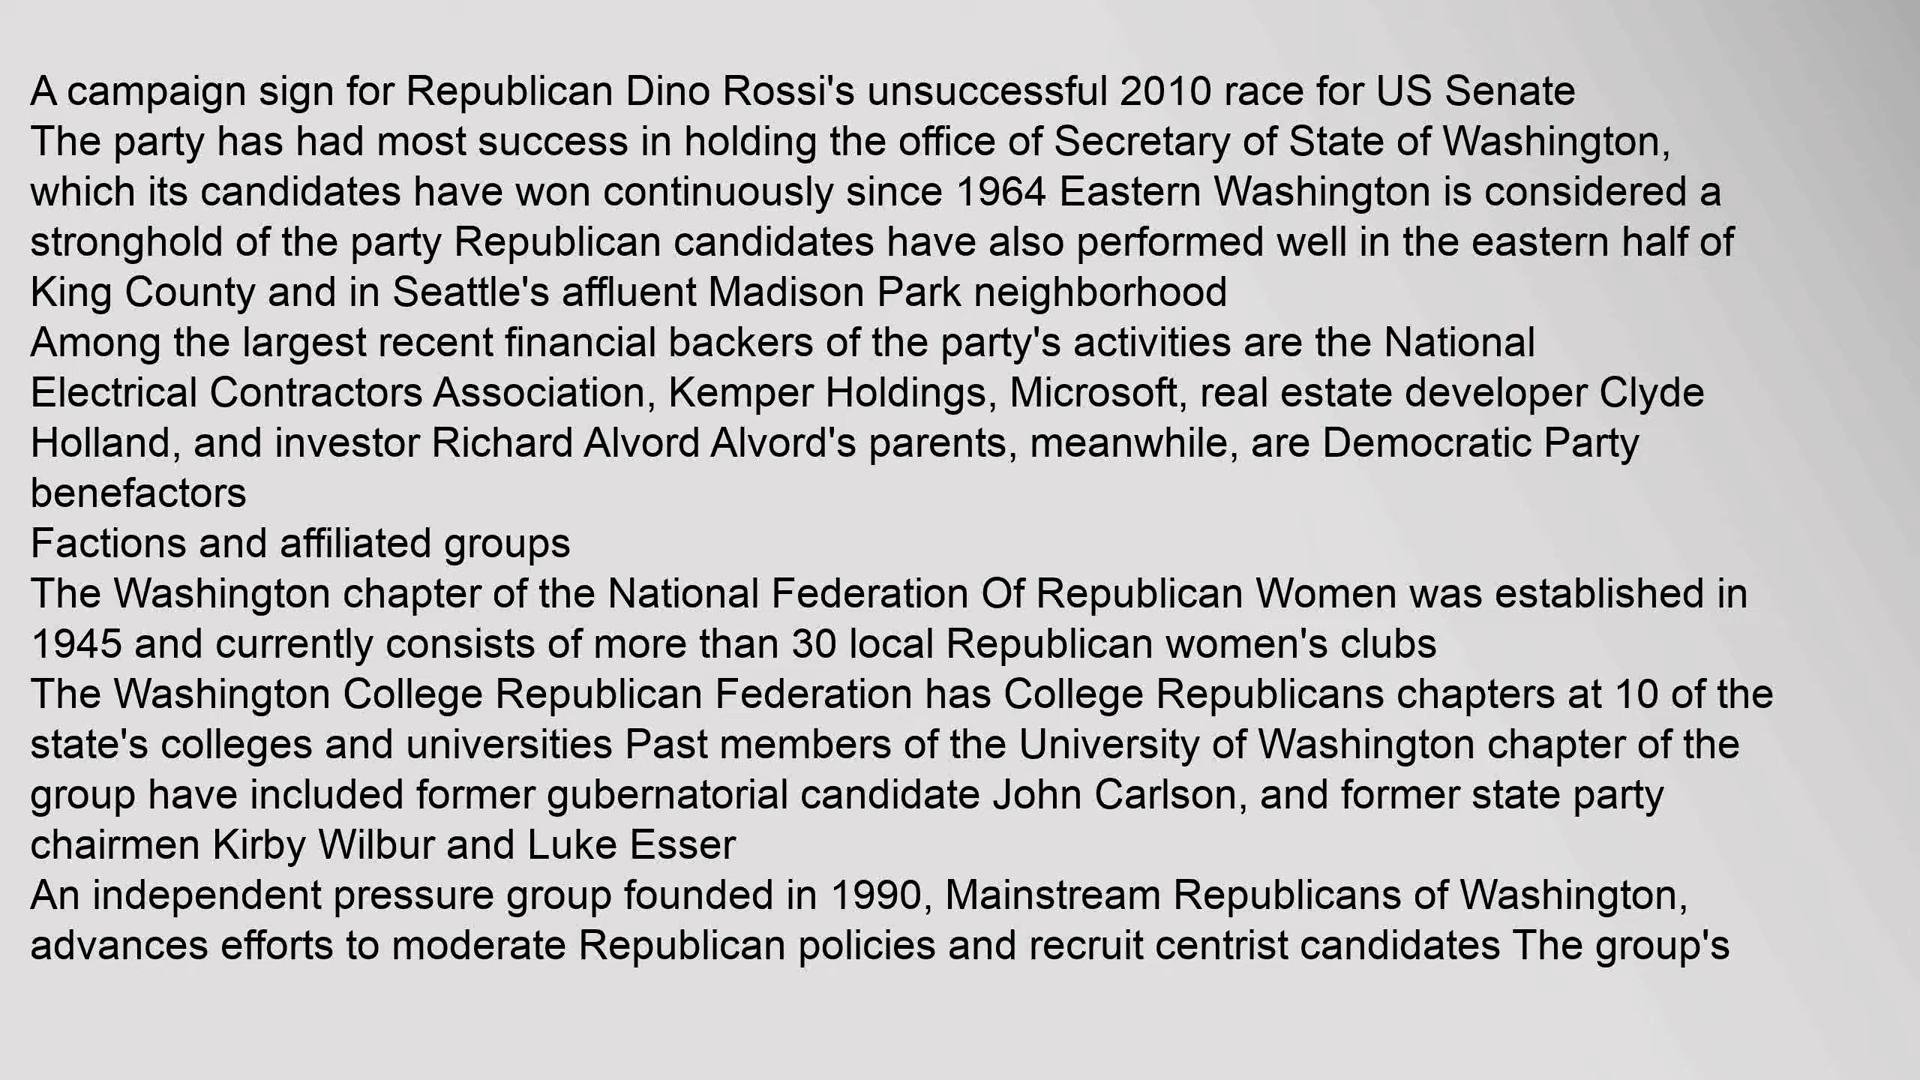 A campaign sign for Republican Dino Rossi's unsuccessful 2010 race for US Senate
The party has had most success in holding the office of Secretary of State of Washington,
which its candidates have won continuously since 1964 Eastern Washington is considered a
stronghold of the party Republican candidates have also performed well in the eastern half of
King County and in Seattle's affluent Madison Park neighborhood
Among the largest recent financial backers of the party's activities are the National
Electrical Contractors Association, Kemper Holdings, Microsoft, real estate developer Clyde
Holland, and investor Richard Alvord Alvord's parents, meanwhile, are Democratic Party
benefactors
Factions and affiliated groups
The Washington chapter of the National Federation Of Republican Women was established in
1945 and currently consists of more than 30 local Republican women's clubs
The Washington College Republican Federation has College Republicans chapters at 10 of the
state's colleges and universities Past members of the University of Washington chapter of the
group have included former gubernatorial candidate John Carlson, and former state party
chairmen Kirby Wilbur and Luke Esser
An independent pressure group founded in 1990, Mainstream Republicans of Washington,
advances efforts to moderate Republican policies and recruit centrist candidates The group's